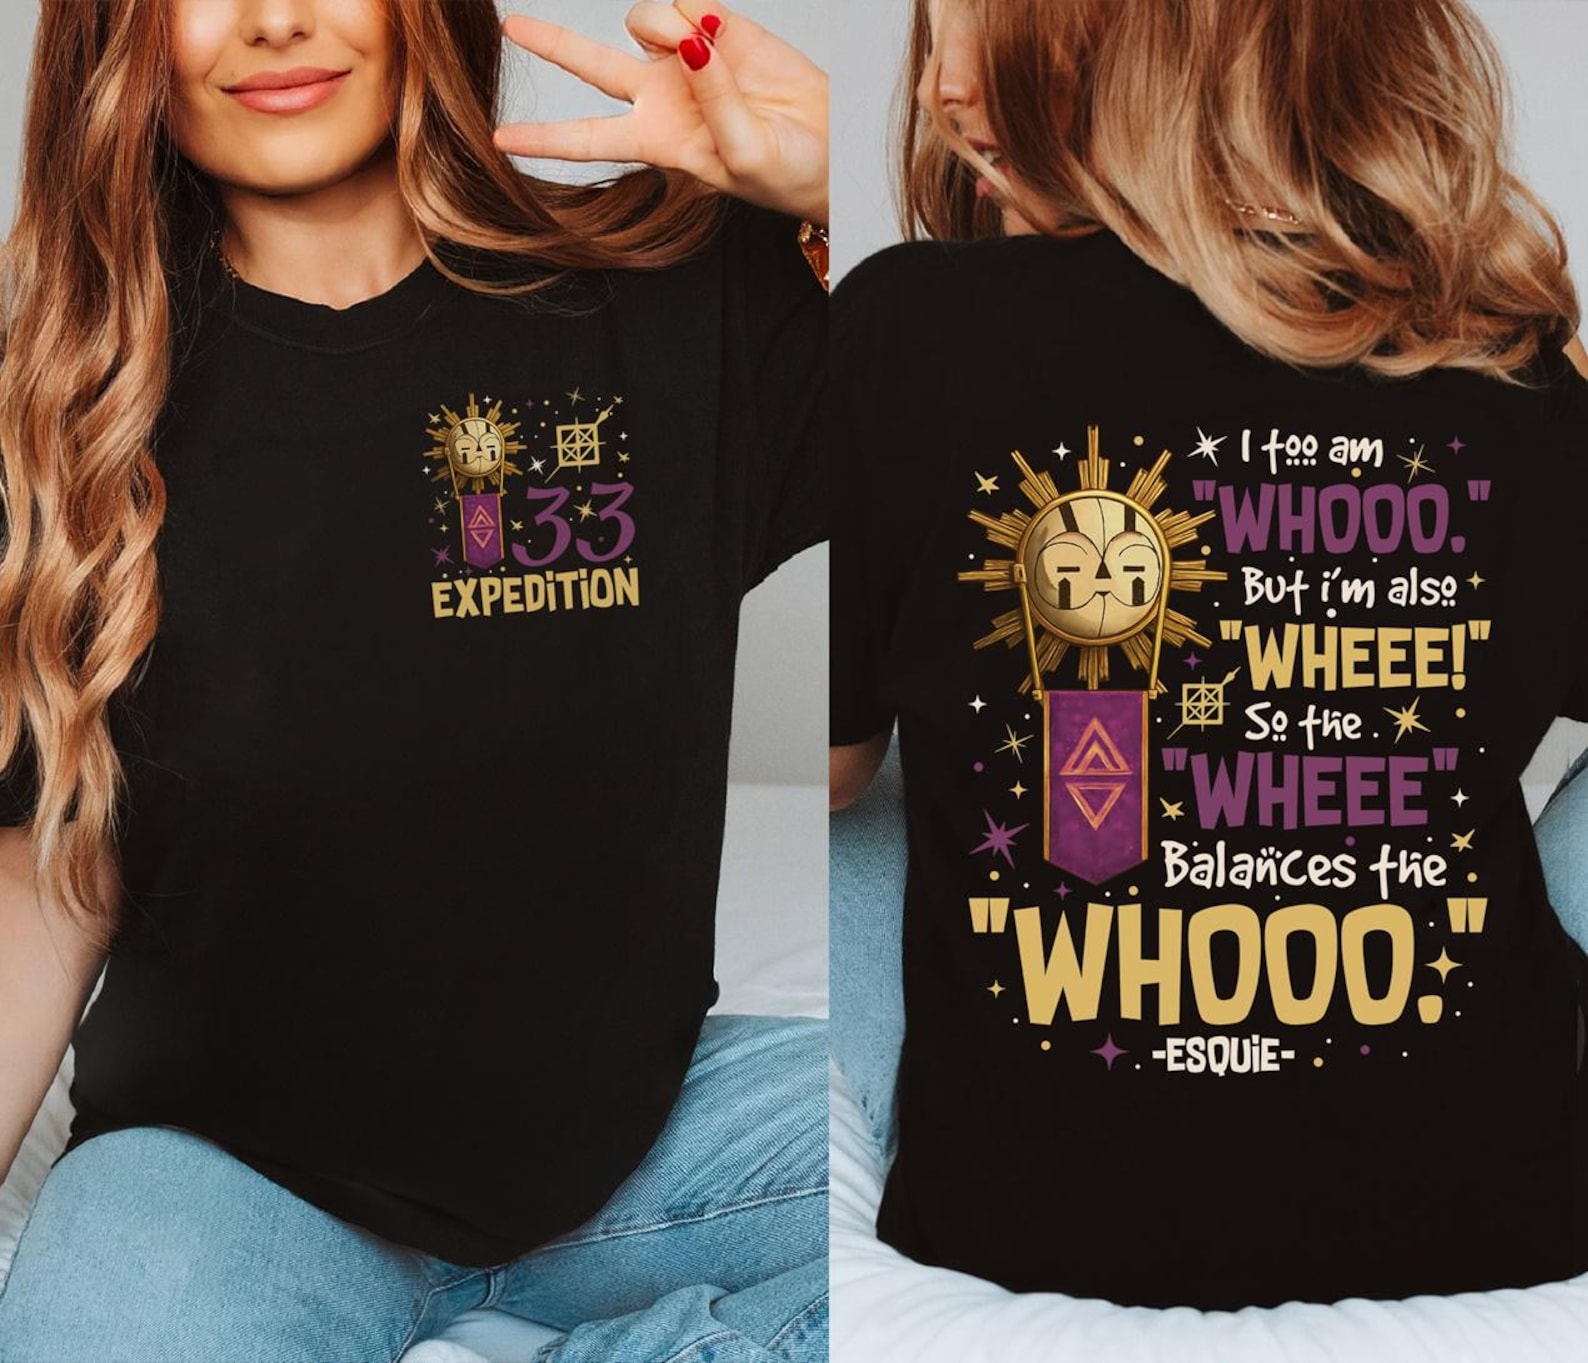 33
EXPEDITION
I too am
"WHOOO."
But i'm also
"WHEEE!"
So the
"WHEEE"
Balances the
"WHOOO."
-ESQUIE-